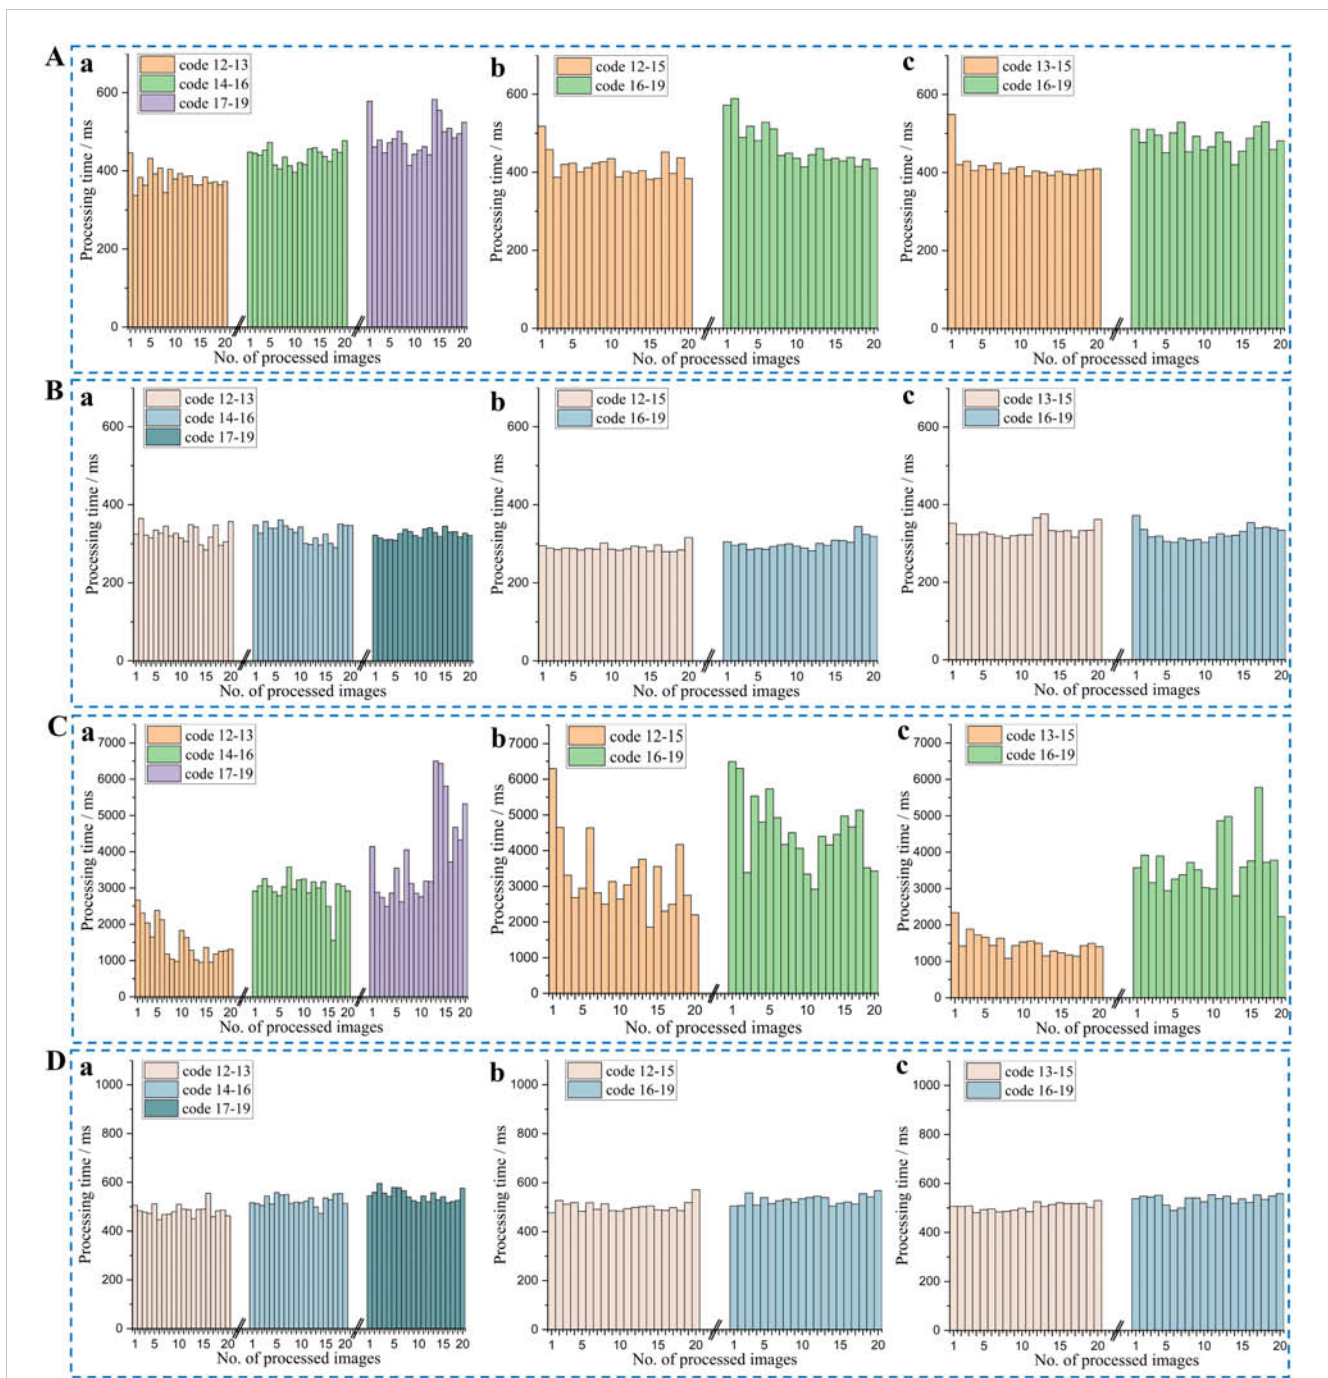 A
a
code 12-13
code 14-16
code 17-19
Processing time / ms
600
400
200
0
1 5 10 15 20 1 5 10 15 20 1 5 10 15 20
No. of processed images
b
code 12-15
code 16-19
Processing time / ms
600
400
200
0
1 5 10 15 20 1 5 10 15 20
No. of processed images
c
code 13-15
code 16-19
Processing time / ms
600
400
200
0
1 5 10 15 20 1 5 10 15 20
No. of processed images
B
a
code 12-13
code 14-16
code 17-19
Processing time / ms
600
400
200
0
1 5 10 15 20 1 5 10 15 20 1 5 10 15 20
No. of processed images
b
code 12-15
code 16-19
Processing time / ms
600
400
200
0
1 5 10 15 20 1 5 10 15 20
No. of processed images
c
code 13-15
code 16-19
Processing time / ms
600
400
200
0
1 5 10 15 20 1 5 10 15 20
No. of processed images
C
a
code 12-13
code 14-16
code 17-19
Processing time / ms
7000
6000
5000
4000
3000
2000
1000
0
1 5 10 15 20 1 5 10 15 20 1 5 10 15 20
No. of processed images
b
code 12-15
code 16-19
Processing time / ms
7000
6000
5000
4000
3000
2000
1000
0
1 5 10 15 20 1 5 10 15 20
No. of processed images
c
code 13-15
code 16-19
Processing time / ms
7000
6000
5000
4000
3000
2000
1000
0
1 5 10 15 20 1 5 10 15 20
No. of processed images
D
a
code 12-13
code 14-16
code 17-19
Processing time / ms
1000
800
600
400
200
0
1 5 10 15 20 1 5 10 15 20 1 5 10 15 20
No. of processed images
b
code 12-15
code 16-19
Processing time / ms
1000
800
600
400
200
0
1 5 10 15 20 1 5 10 15 20
No. of processed images
c
code 13-15
code 16-19
Processing time / ms
1000
800
600
400
200
0
1 5 10 15 20 1 5 10 15 20
No. of processed images